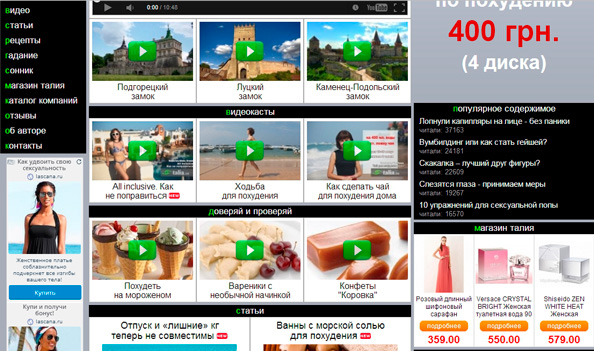 видео
статьи
рецепты
гадание
сонник
магазин талия
каталог компаний
отзывы
об авторе
контакты
Как удвоить свою
сексуальность
lascana.ru
Женственное платье
соблазнительно
подчеркнет все изгибы
вашего тела!
Купить
Купи и получи
бонус!
lascana.ru
0:00 / 10:48
YouTube
Подгорецкий
замок
Луцкий
замок
Каменец-Подольский
замок
видеокасты
All inclusive. Как
не поправиться NEW
Ходьба
для похудения
Как сделать чай
для похудения дома
доверяй и проверяй
Похудеть
на мороженом
Вареники с
необычной начинкой
Конфеты
"Коровка"
статьи
Отпуск и «лишние» кг
теперь не совместимы NEW
Ванны с морской солью
для похудения NEW
по похудению
400 грн.
(4 диска)
популярное содержимое
Лопнули капилляры на лице - без паники
читали: 37163
Вумбилдинг или как стать гейшей?
читали: 24181
Скакалка – лучший друг фигуры?
читали: 22609
Слезятся глаза - принимаем меры
читали: 19267
10 упражнений для сексуальной попы
читали: 16570
магазин талия
Розовый длинный
шифоновый
сарафан
подробнее
359.00
Versace CRYSTAL
BRIGHT Женская
туалетная вода 90
подробнее
550.00
Shiseido ZEN
WHITE HEAT
Женская
подробнее
579.00